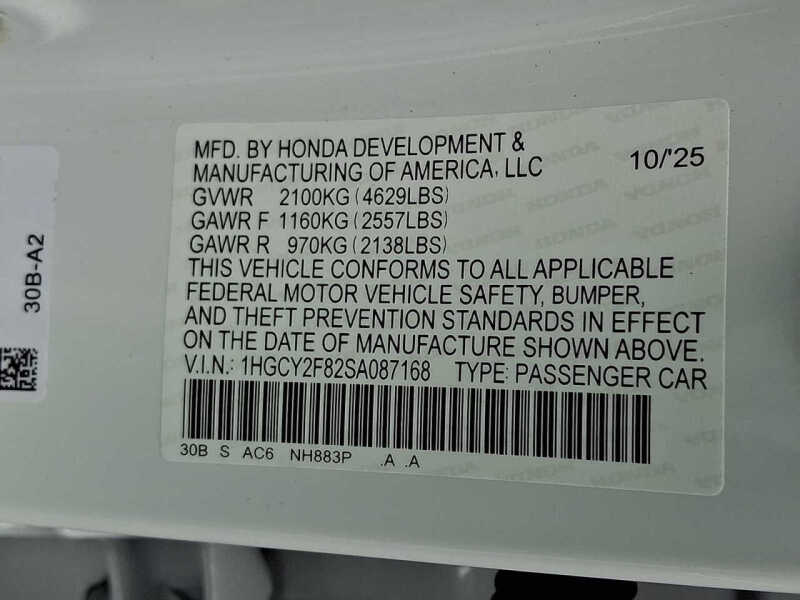 MFD. BY HONDA DEVELOPMENT &
MANUFACTURING OF AMERICA, LLC 10/'25
GVWR 2100KG (4629LBS)
GAWR F 1160KG (2557LBS)
GAWR R 970KG (2138LBS)
THIS VEHICLE CONFORMS TO ALL APPLICABLE
FEDERAL MOTOR VEHICLE SAFETY, BUMPER,
AND THEFT PREVENTION STANDARDS IN EFFECT
ON THE DATE OF MANUFACTURE SHOWN ABOVE.
V.I.N.: 1HGCY2F82SA087168 TYPE: PASSENGER CAR
30B S AC6 NH883P .A .A
30B-A2